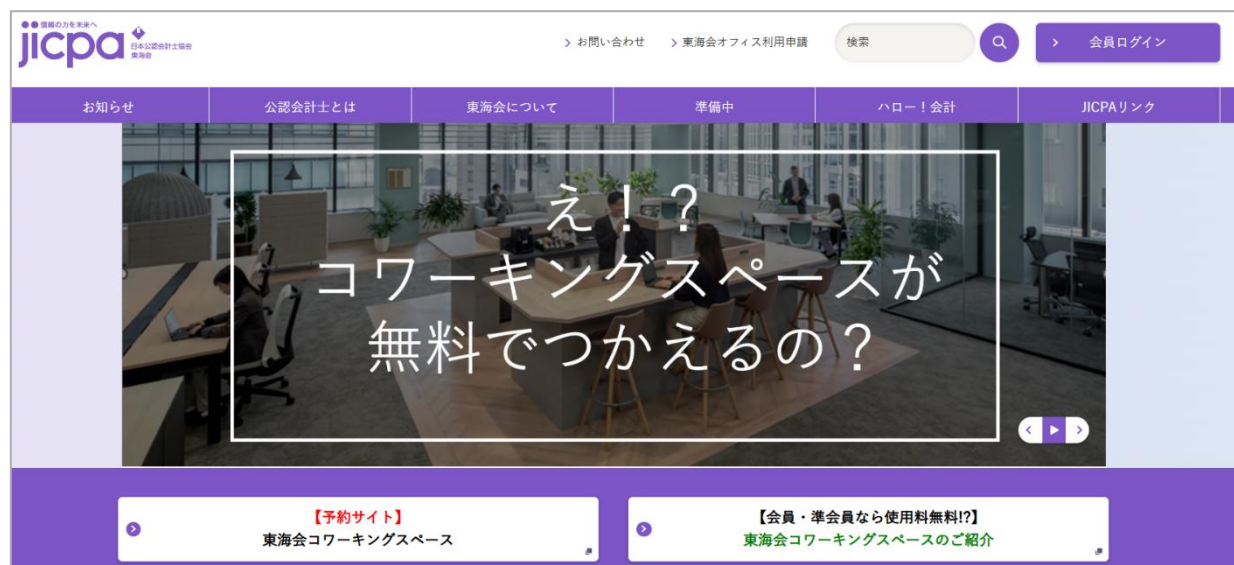 信頼の力を未来へ
jicpa
日本公認会計士協会
東海会
お問い合わせ
東海会オフィス利用申請
検索
会員ログイン
お知らせ
公認会計士とは
東海会について
準備中
ハロー！会計
JICPAリンク
え！？
コワーキングスペースが
無料でつかえるの？
【予約サイト】
東海会コワーキングスペース
【会員・準会員なら使用料無料!?】
東海会コワーキングスペースのご紹介